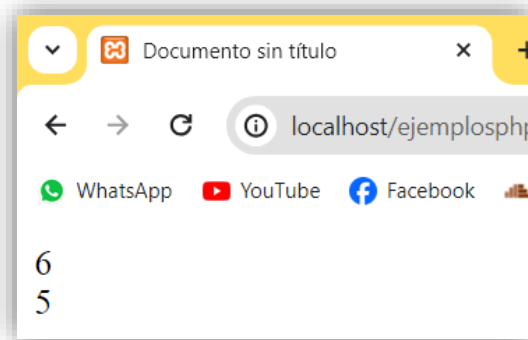 Documento sin título
localhost/ejemplosphp
WhatsApp YouTube Facebook
6
5